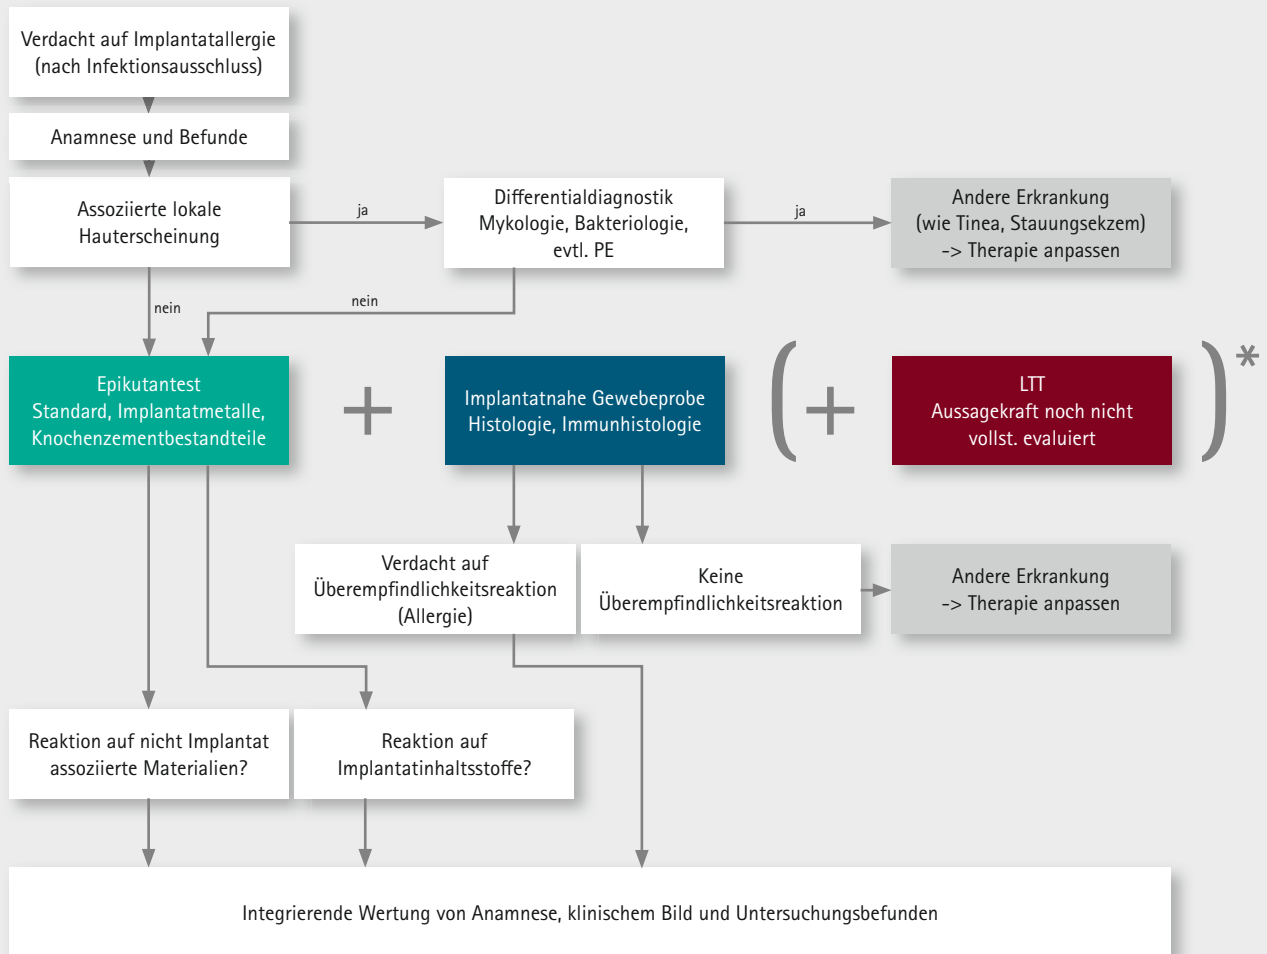 Verdacht auf Implantatallergie
(nach Infektionsausschluss)
Anamnese und Befunde
Assoziierte lokale
Hauterscheinung
ja
Differentialdiagnostik
Mykologie, Bakteriologie,
evtl. PE
ja
Andere Erkrankung
(wie Tinea, Stauungsekzem)
-> Therapie anpassen
nein
nein
Epikutantest
Standard, Implantatmetalle,
Knochenzementbestandteile
+
Implantatnahe Gewebeprobe
Histologie, Immunhistologie
(+
LTT
Aussagekraft noch nicht
vollst. evaluiert
)*
Verdacht auf
Überempfindlichkeitsreaktion
(Allergie)
Keine
Überempfindlichkeitsreaktion
Andere Erkrankung
-> Therapie anpassen
Reaktion auf nicht Implantat
assoziierte Materialien?
Reaktion auf
Implantatinhaltsstoffe?
Integrierende Wertung von Anamnese, klinischem Bild und Untersuchungsbefunden